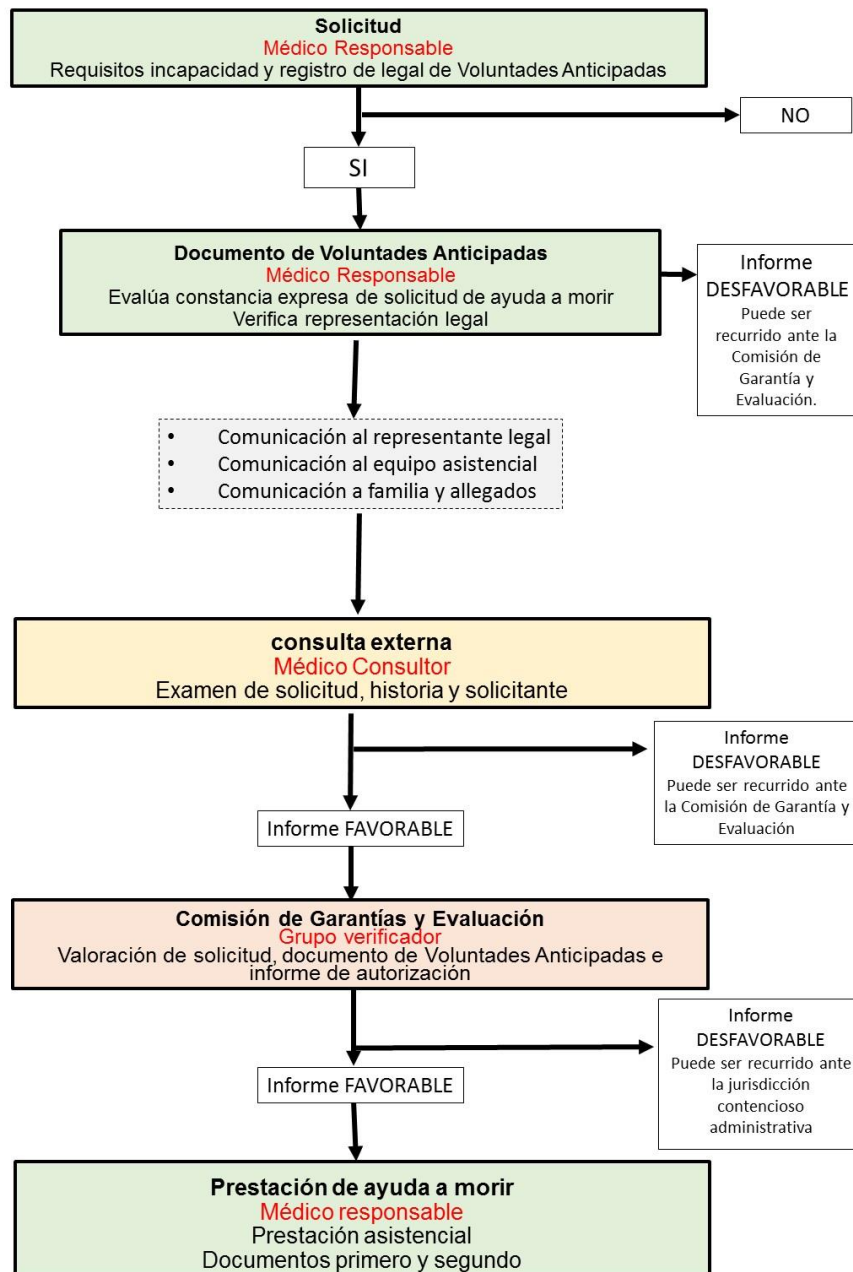 Solicitud
Médico Responsable
Requisitos incapacidad y registro de legal de Voluntades Anticipadas
NO
SI
Documento de Voluntades Anticipadas
Médico Responsable
Evalúa constancia expresa de solicitud de ayuda a morir
Verifica representación legal
Informe
DESFAVORABLE
Puede ser
recurrido ante la
Comisión de
Garantía y
Evaluación.
• Comunicación al representante legal
• Comunicación al equipo asistencial
• Comunicación a familia y allegados
consulta externa
Médico Consultor
Examen de solicitud, historia y solicitante
Informe
DESFAVORABLE
Puede ser recurrido ante
la Comisión de Garantía y
Evaluación
Informe FAVORABLE
Comisión de Garantías y Evaluación
Grupo verificador
Valoración de solicitud, documento de Voluntades Anticipadas e
informe de autorización
Informe
DESFAVORABLE
Puede ser recurrido ante
la jurisdicción
contencioso
administrativa
Informe FAVORABLE
Prestación de ayuda a morir
Médico responsable
Prestación asistencial
Documentos primero y segundo